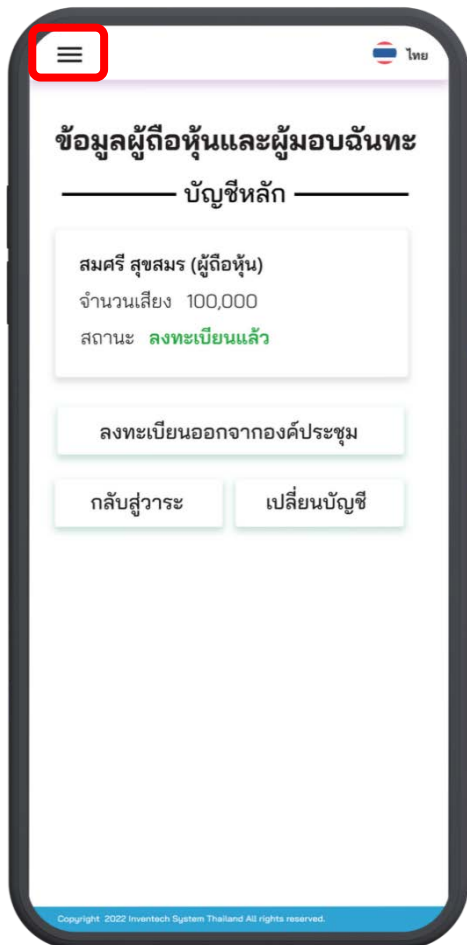 ไทย
ข้อมูลผู้ถือหุ้นและผู้มอบฉันทะ
บัญชีหลัก
สมศรี สุขสมร (ผู้ถือหุ้น)
จำนวนเสียง 100,000
สถานะ ลงทะเบียนแล้ว
ลงทะเบียนออกจากองค์ประชุม
กลับสู่วาระ เปลี่ยนบัญชี
Copyright 2022 Inventech System Thailand All rights reserved.